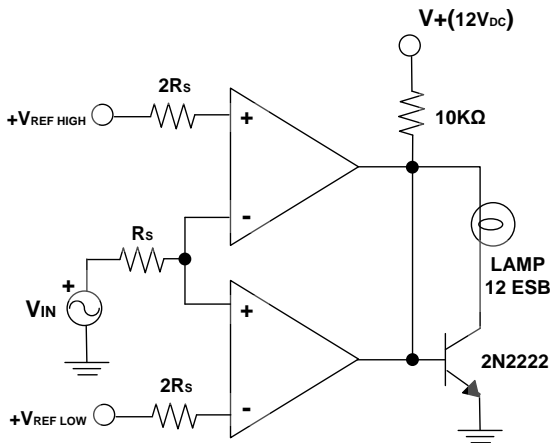 V+(12VDC)
2RS
+VREF HIGH
+
10KΩ
-
RS
+
VIN
LAMP
12 ESB
+
2RS
2N2222
-
+VREF LOW